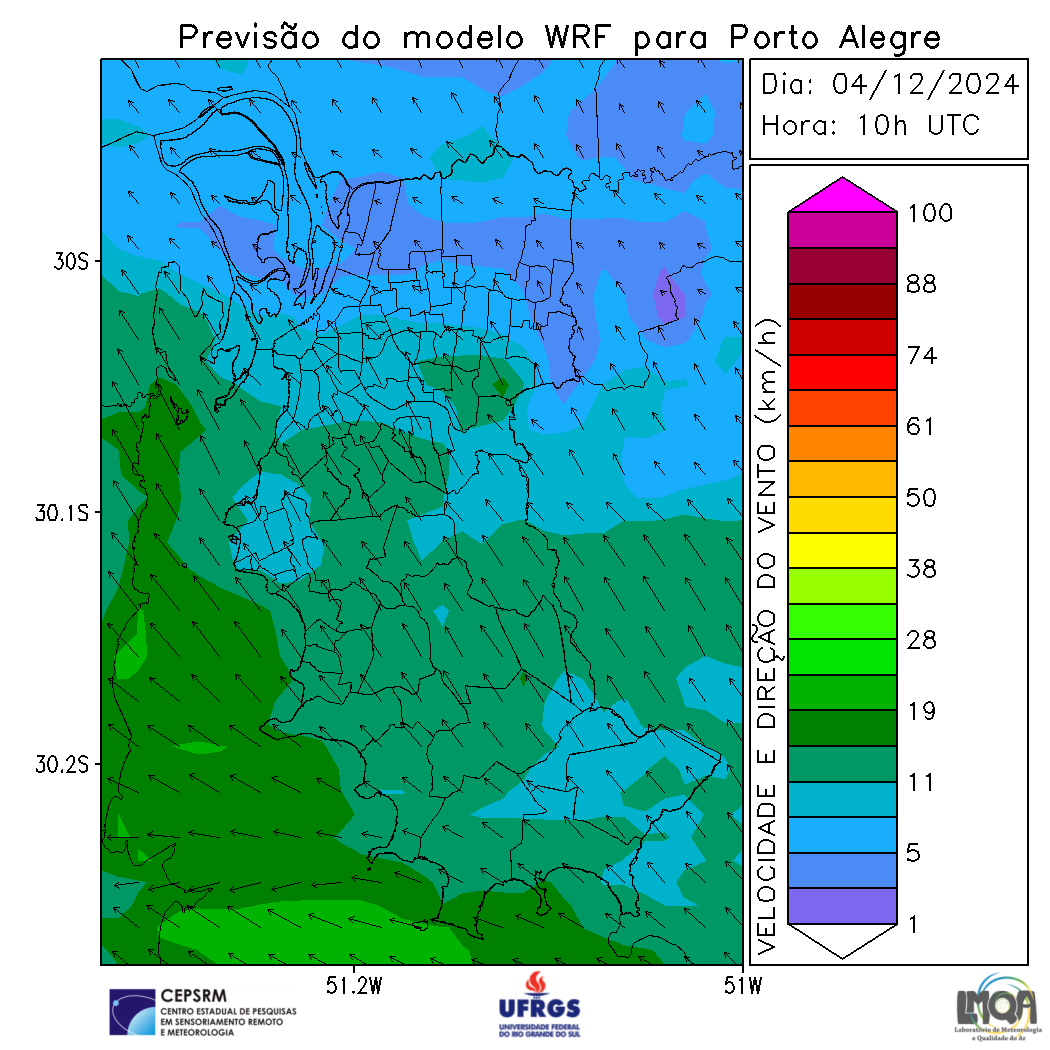 Previsão do modelo WRF para Porto Alegre
Dia: 04/12/2024
Hora: 10h UTC
30S
30.1S
30.2S
51.2W
51W
VELOCIDADE E DIREÇÃO DO VENTO (km/h)
100
88
74
61
50
38
28
19
11
5
1
CEPSRM
CENTRO ESTADUAL DE PESQUISAS
EM SENSORIAMENTO REMOTO
E METEOROLOGIA
UFRGS
UNIVERSIDADE FEDERAL
DO RIO GRANDE DO SUL
LMQA
Laboratório de Meteorologia
e Qualidade do Ar